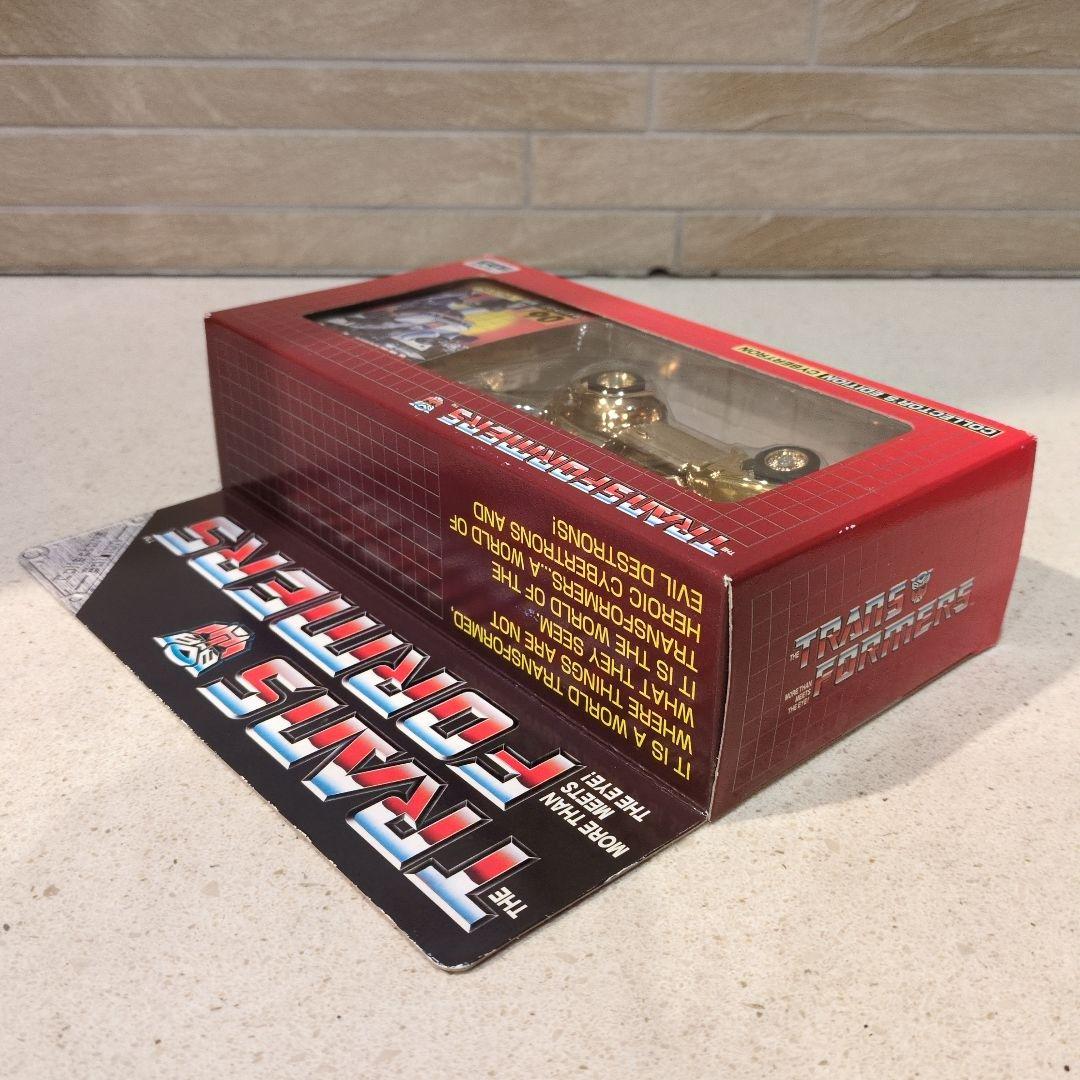 COLLECTOR'S EDITION CYBERTRON
09
THE
TRANSFORMERS
THE
TRANS
FORMERS
MORE THAN
MEETS
THE EYE!
IT IS A WORLD TRANSFORMED,
WHERE THINGS ARE NOT
WHAT THEY SEEM.
IT IS THE WORLD OF THE
TRANSFORMERS...A WORLD OF
HEROIC CYBERTRONS AND
EVIL DESTRONS!
THE
TRANS
FORMERS
MORE THAN
MEETS
THE EYE!